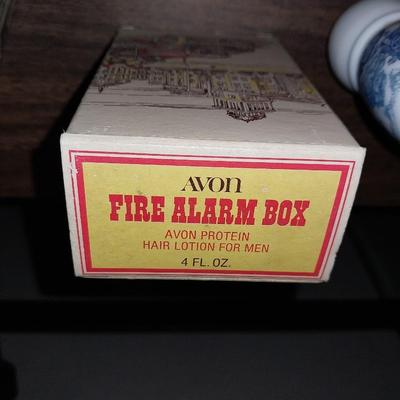 AVON
FIRE ALARM BOX
AVON PROTEIN
HAIR LOTION FOR MEN
4 FL. OZ.